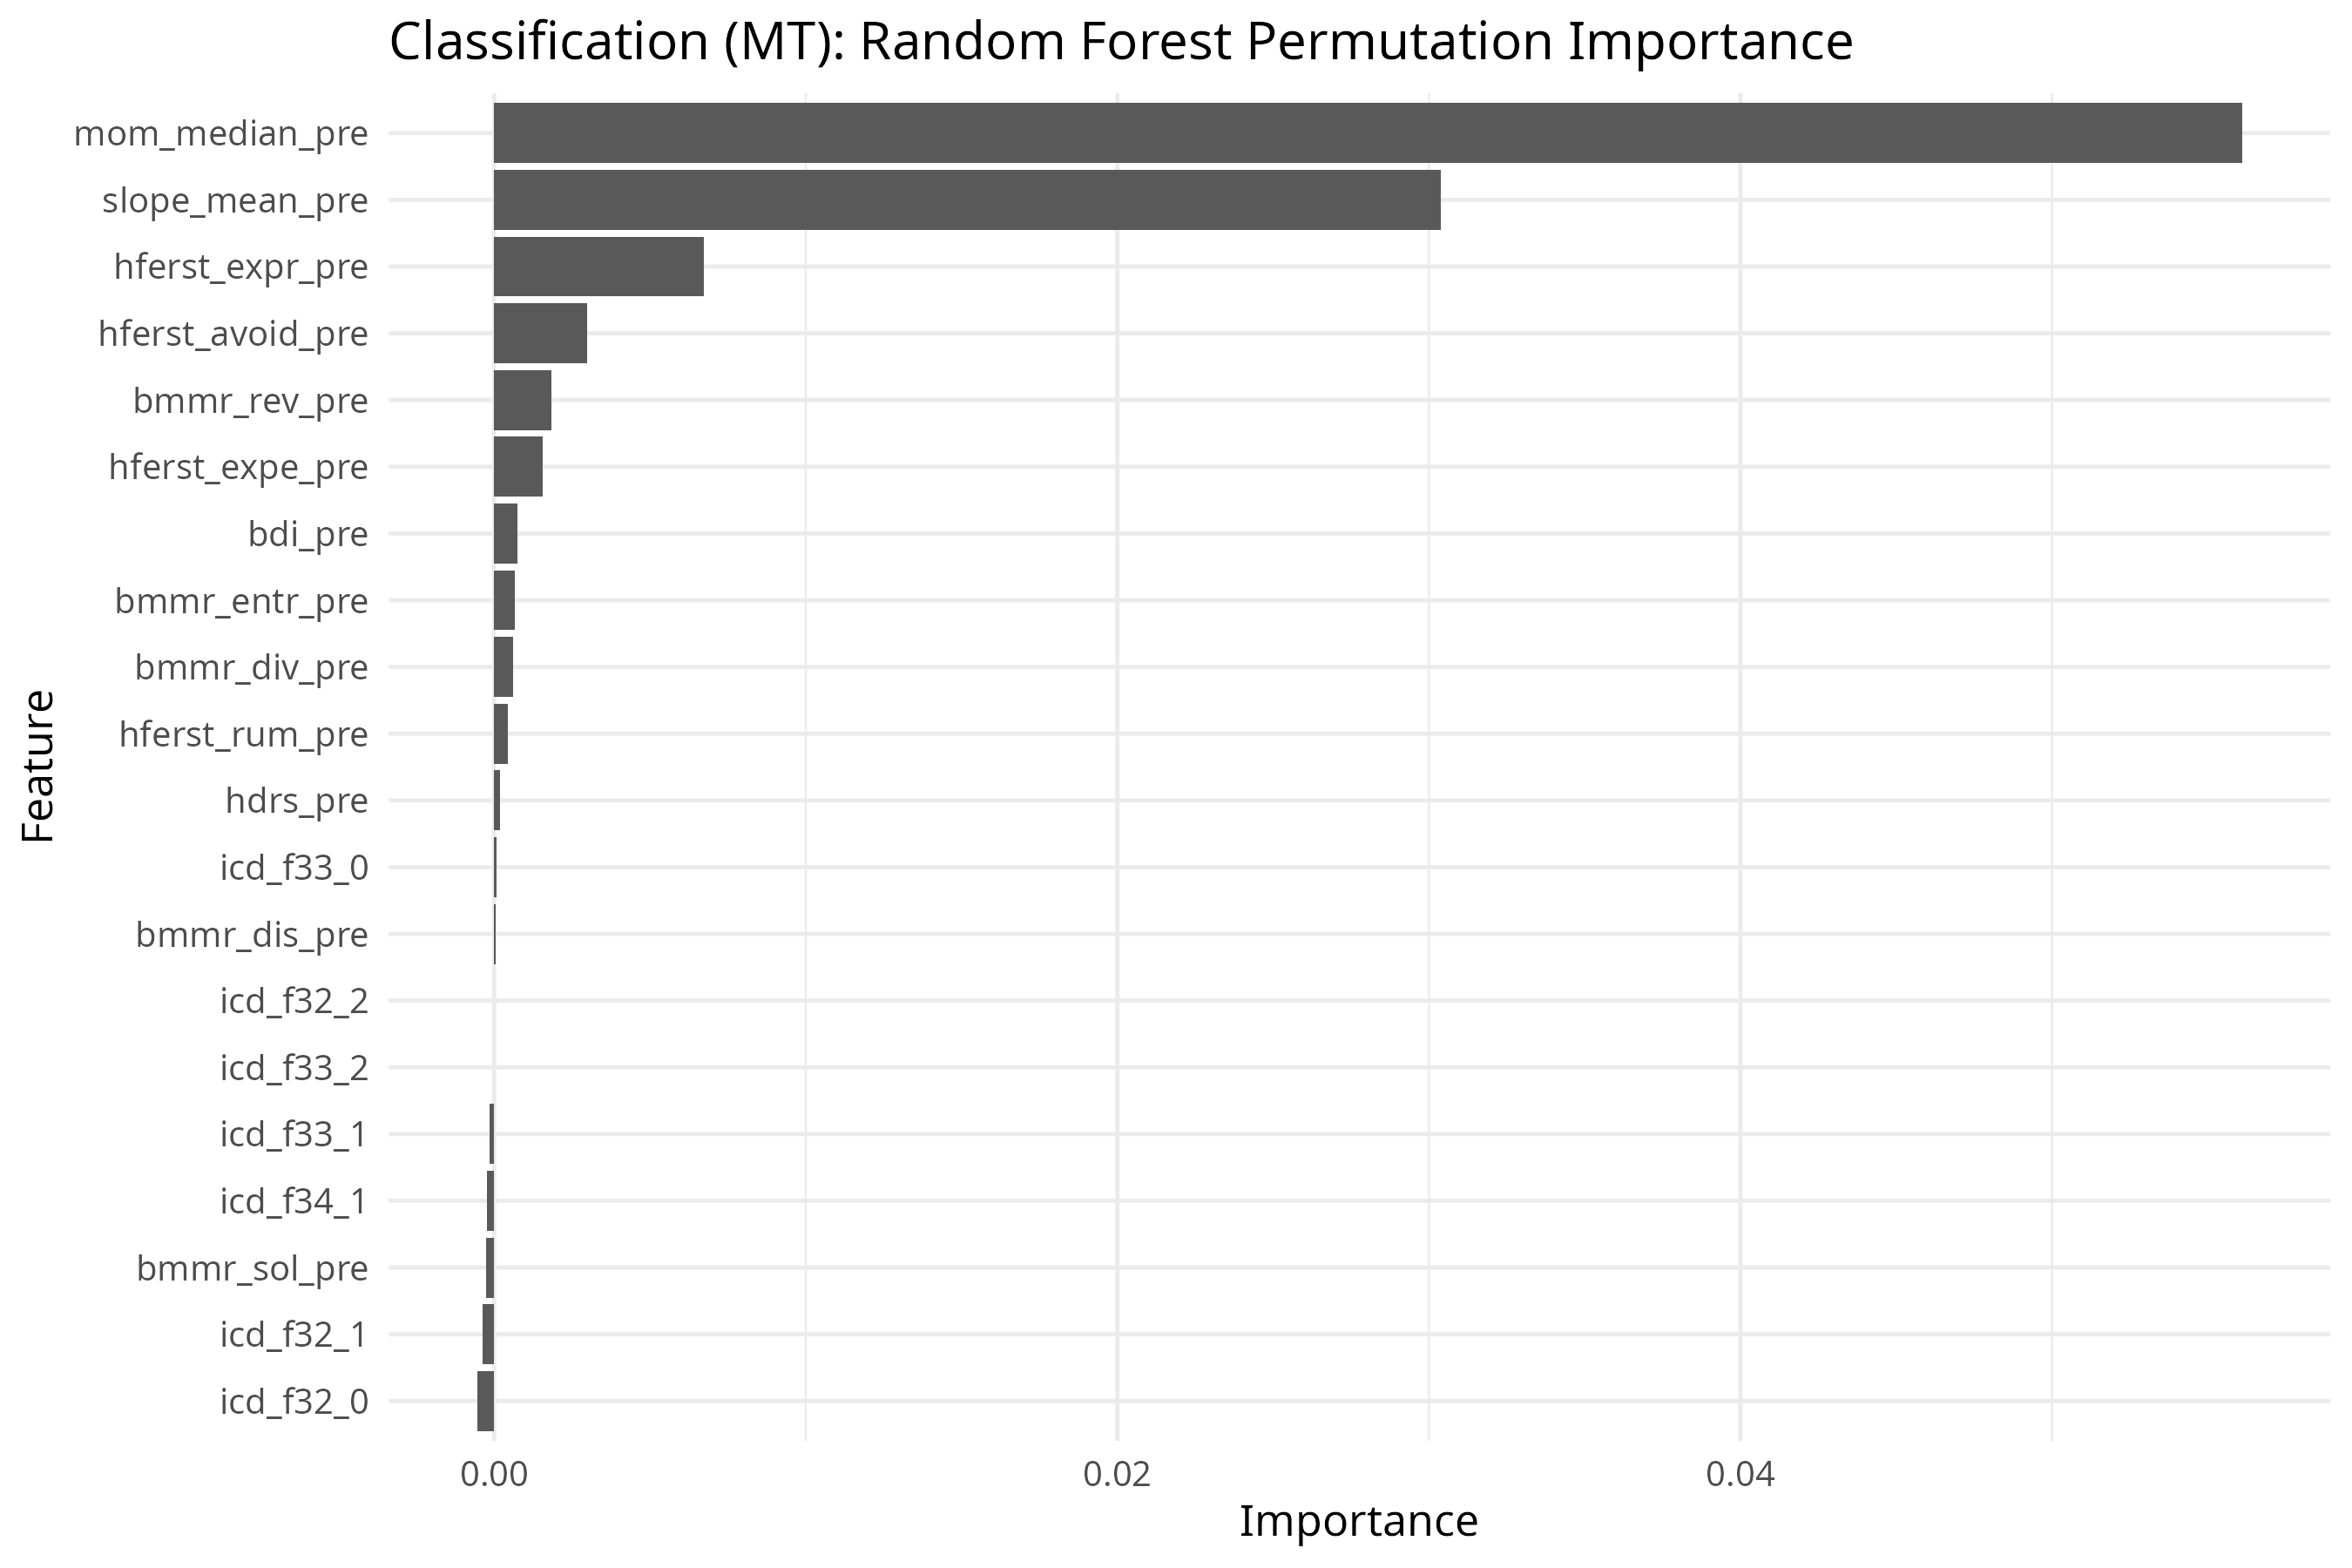 Classification (MT): Random Forest Permutation Importance
mom_median_pre
slope_mean_pre
hferst_expr_pre
hferst_avoid_pre
bmmr_rev_pre
hferst_expe_pre
bdi_pre
bmmr_entr_pre
bmmr_div_pre
hferst_rum_pre
hdrs_pre
icd_f33_0
bmmr_dis_pre
icd_f32_2
icd_f33_2
icd_f33_1
icd_f34_1
bmmr_sol_pre
icd_f32_1
icd_f32_0
Feature
0.00 0.02 0.04
Importance